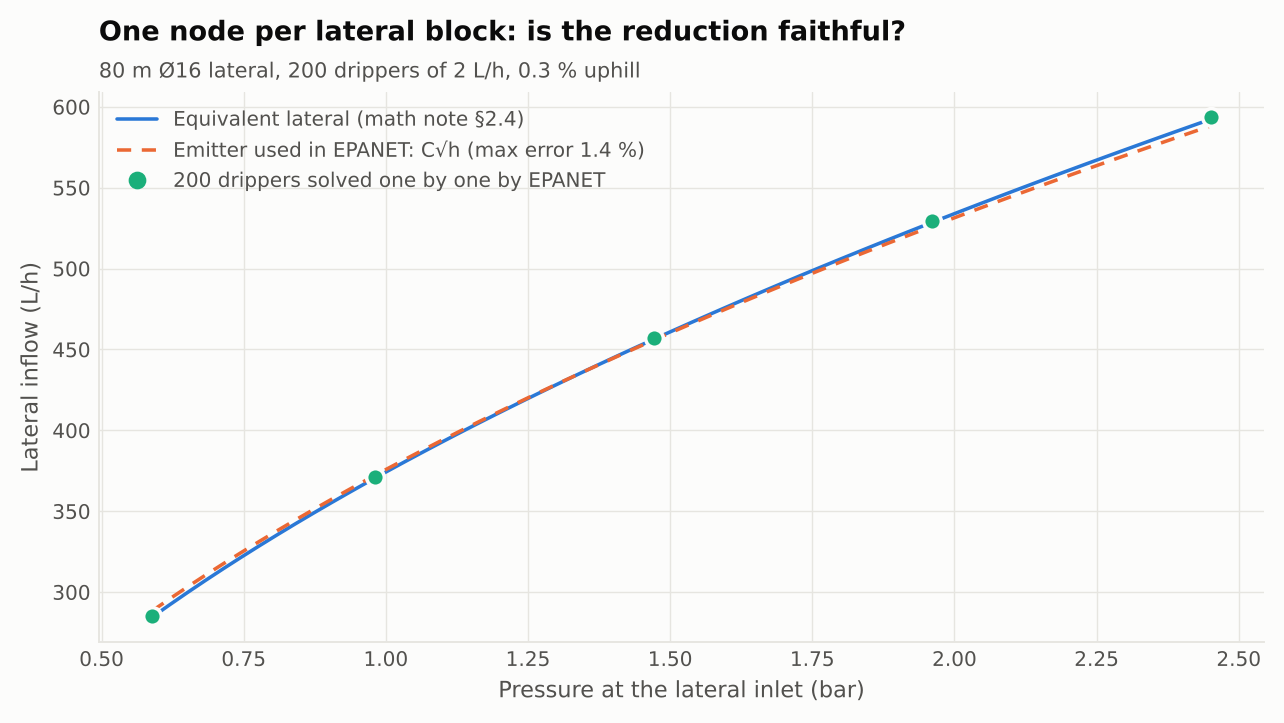 One node per lateral block: is the reduction faithful?
80 m Ø16 lateral, 200 drippers of 2 L/h, 0.3 % uphill
Equivalent lateral (math note §2.4)
Emitter used in EPANET: C√h (max error 1.4 %)
200 drippers solved one by one by EPANET
Lateral inflow (L/h)
600
550
500
450
400
350
300
0.50 0.75 1.00 1.25 1.50 1.75 2.00 2.25 2.50
Pressure at the lateral inlet (bar)